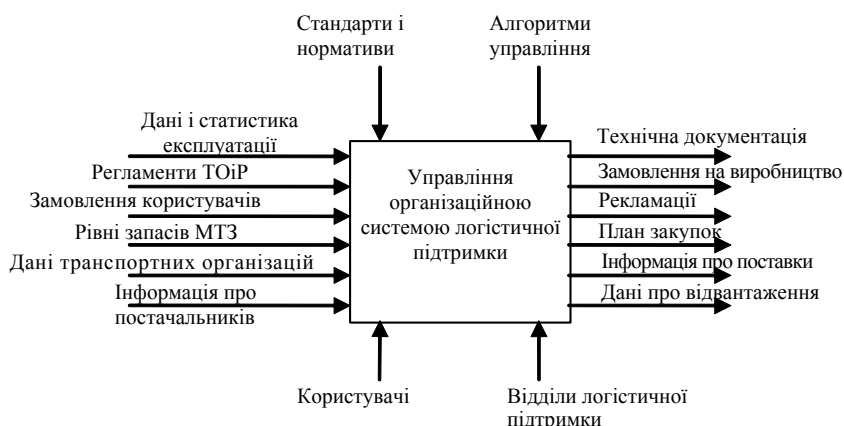 Стандарти і
нормативи
Алгоритми
управління
Дані і статистика
експлуатації
Регламенти ТОіР
Замовлення користувачів
Рівні запасів МТЗ
Дані транспортних організацій
Інформація про
постачальників
Управління
організаційною
системою логістичної
підтримки
Технічна документація
Замовлення на виробництво
Рекламації
План закупок
Інформація про поставки
Дані про відвантаження
Користувачі
Відділи логістичної
підтримки